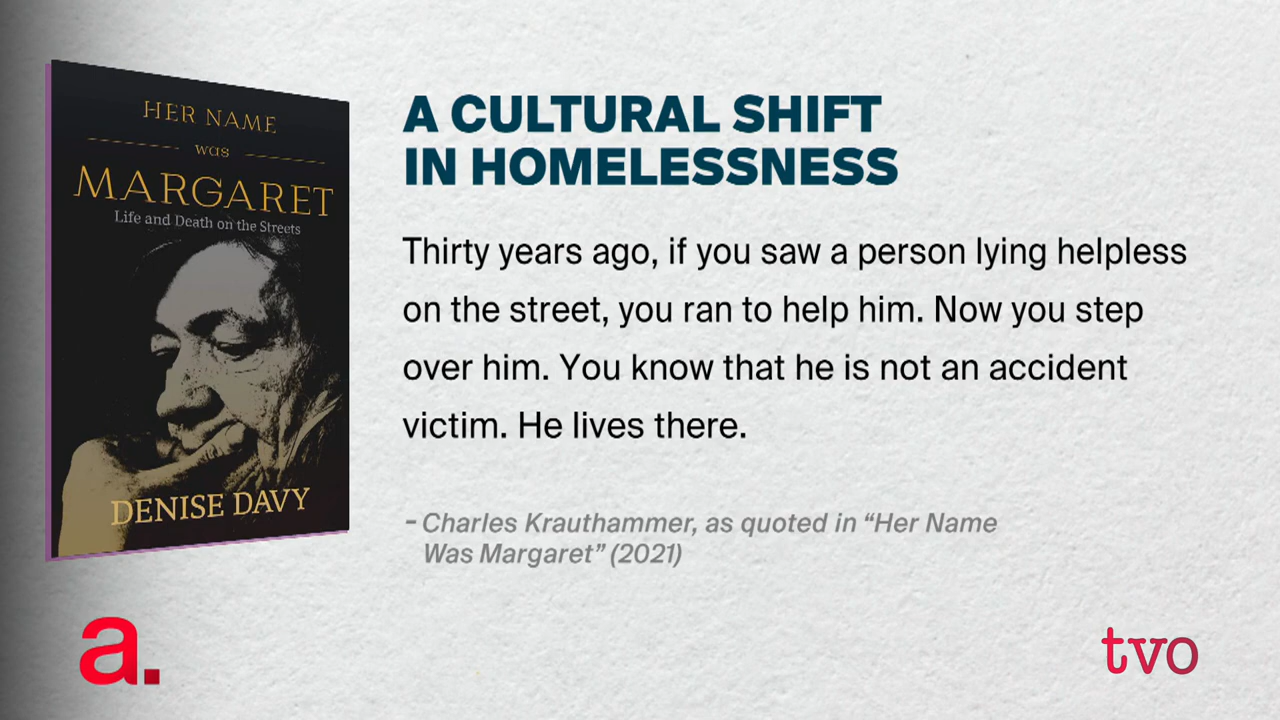 HER NAME
was
MARGARET
Life and Death on the Streets
DENISE DAVY
A CULTURAL SHIFT
IN HOMELESSNESS
Thirty years ago, if you saw a person lying helpless
on the street, you ran to help him. Now you step
over him. You know that he is not an accident
victim. He lives there.
- Charles Krauthammer, as quoted in “Her Name
Was Margaret” (2021)
a.
tvo